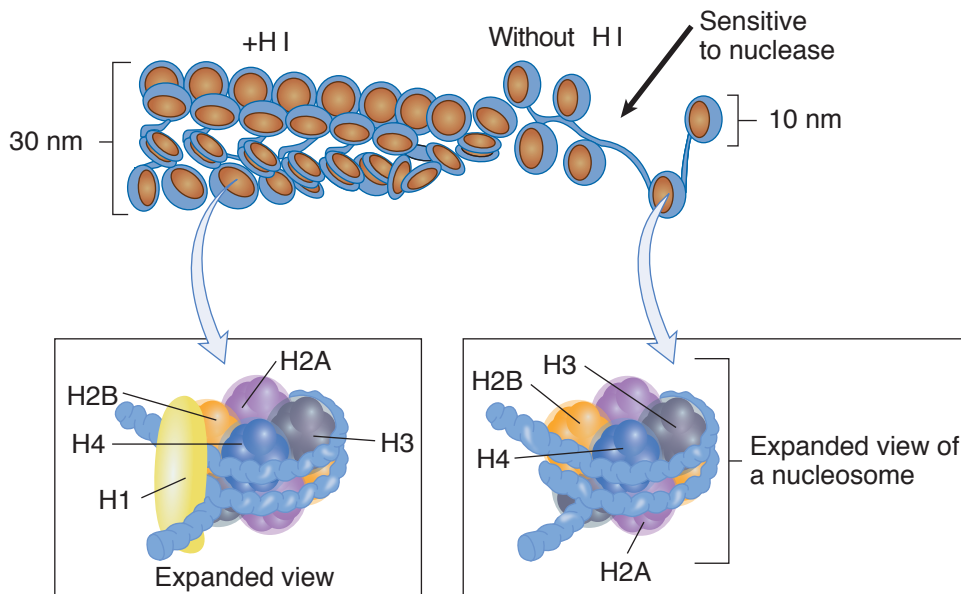 +H I
Without H I
Sensitive
to nuclease
30 nm
10 nm
H2A
H2B
H4
H3
H1
Expanded view
H3
H2B
H4
H2A
Expanded view of
a nucleosome